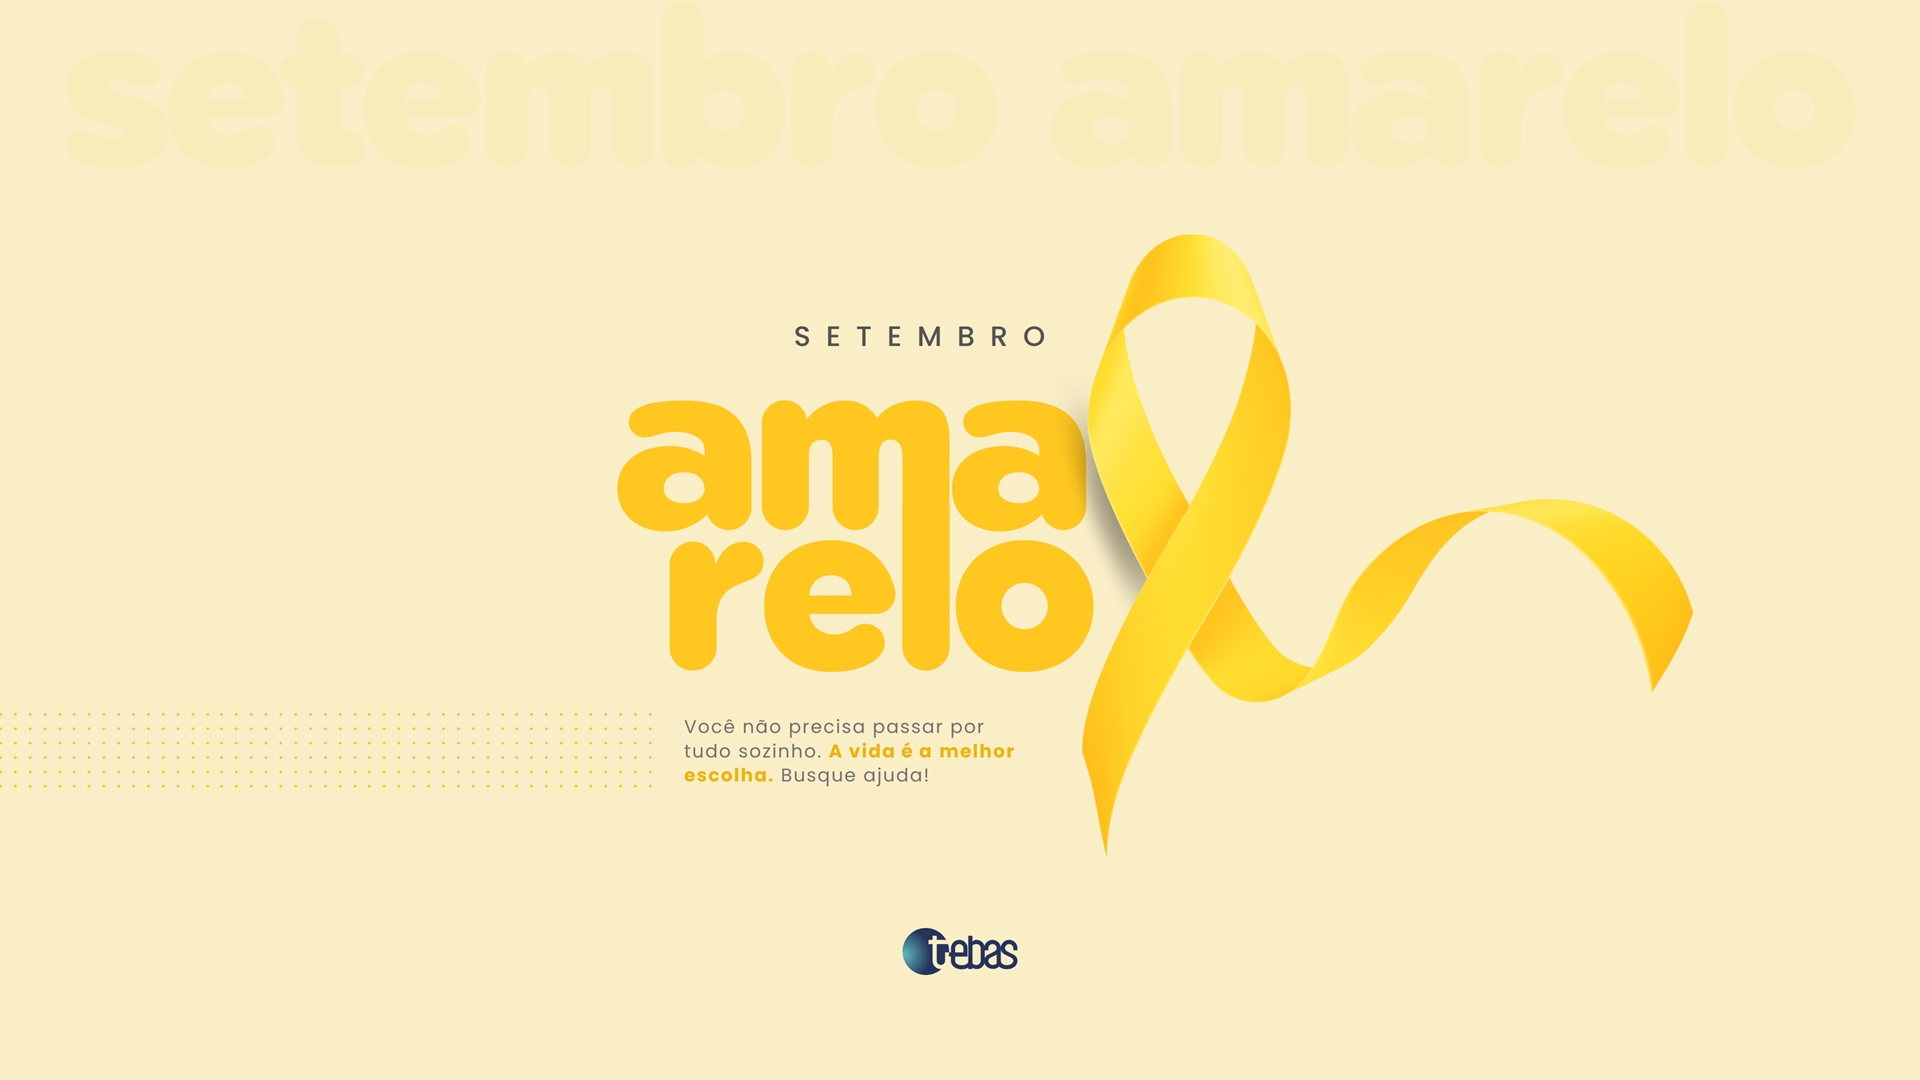 setembro amarelo
SETEMBRO
ama
relo
Você não precisa passar por
tudo sozinho. A vida é a melhor
escolha. Busque ajuda!
trebas